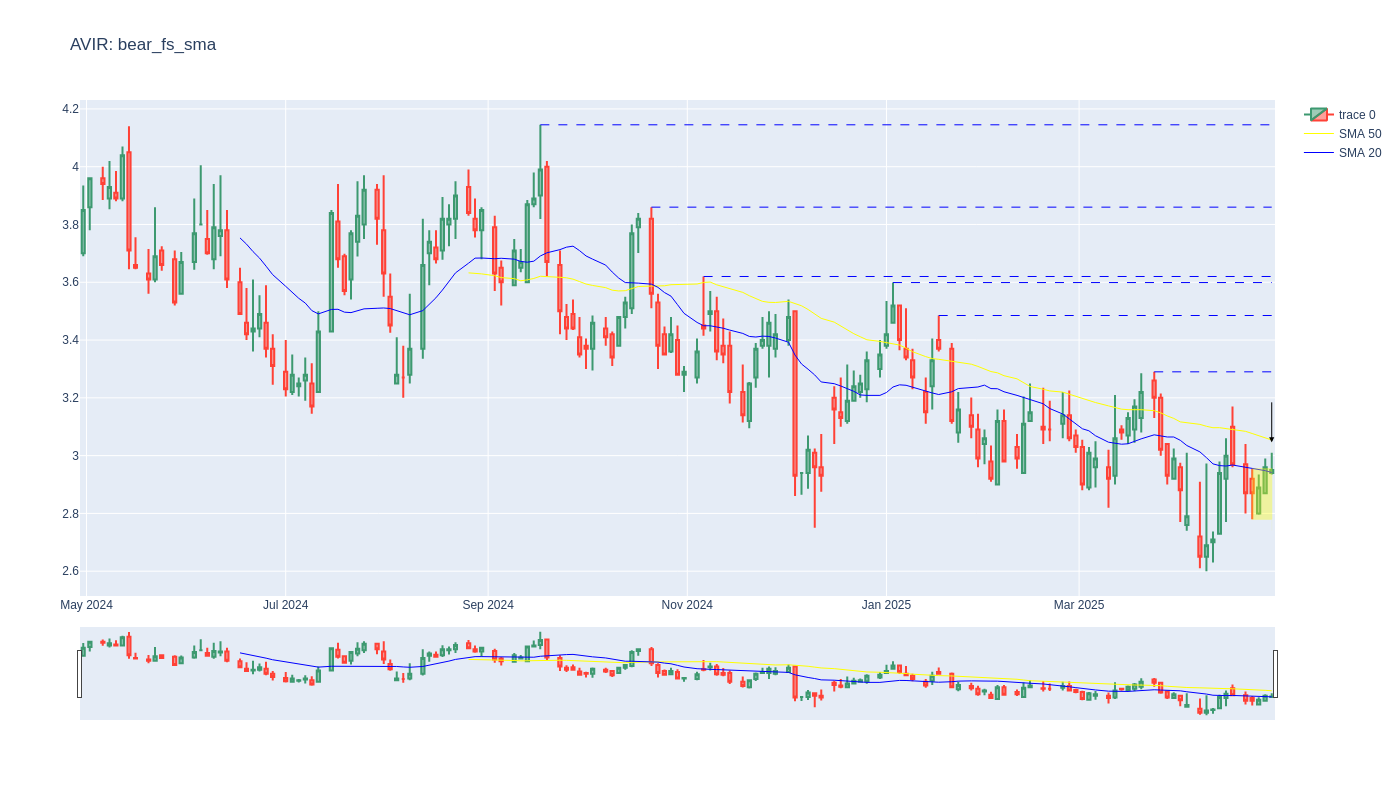 AVIR: bear_fs_sma
4.2
4
3.8
3.6
3.4
3.2
3
2.8
2.6
May 2024
Jul 2024
Sep 2024
Nov 2024
Jan 2025
Mar 2025
trace 0
SMA 50
SMA 20